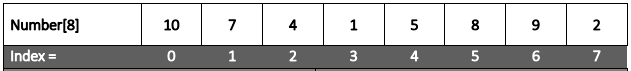 Number[8] 10 7 4 1 5 8 9 2
Index = 0 1 2 3 4 5 6 7